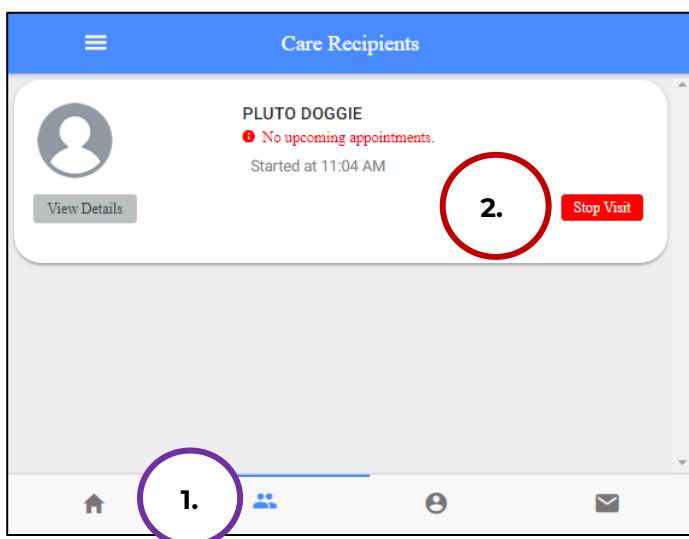 Care Recipients
PLUTO DOGGIE
No upcoming appointments.
Started at 11:04 AM
View Details
2.
Stop Visit
1.